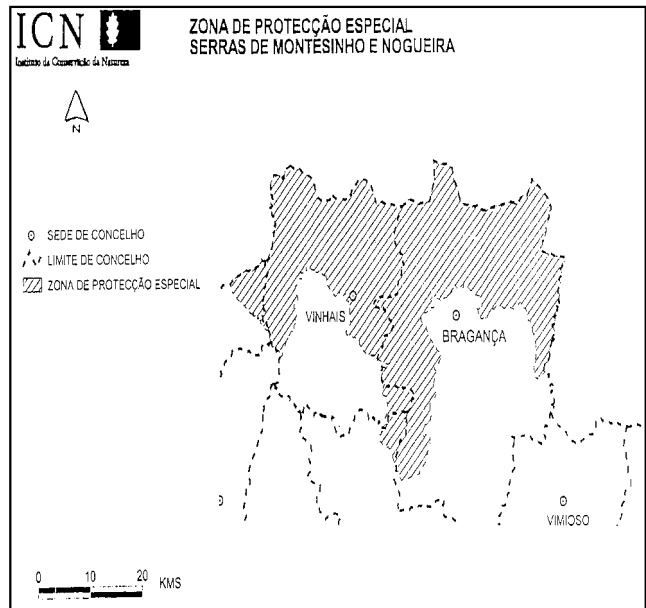 ICN
Instituto da Conservação da Natureza
ZONA DE PROTECÇÃO ESPECIAL
SERRAS DE MONTESINHO E NOGUEIRA
N
SEDE DE CONCELHO
LIMITE DE CONCELHO
ZONA DE PROTECÇÃO ESPECIAL
VINHAIS
BRAGANÇA
VIMIOSO
0 10 20 KMS